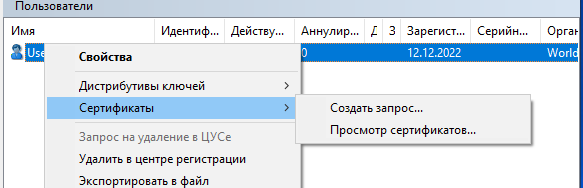 Пользователи
Имя Идентиф... Действу... Аннулир... Д З Зарегист... Серийн... Орган
Use 0 12.12.2022 World
Свойства
Дистрибутивы ключей
Сертификаты
Создать запрос...
Просмотр сертификатов...
Запрос на удаление в ЦУСе
Удалить в центре регистрации
Экспортировать в файл